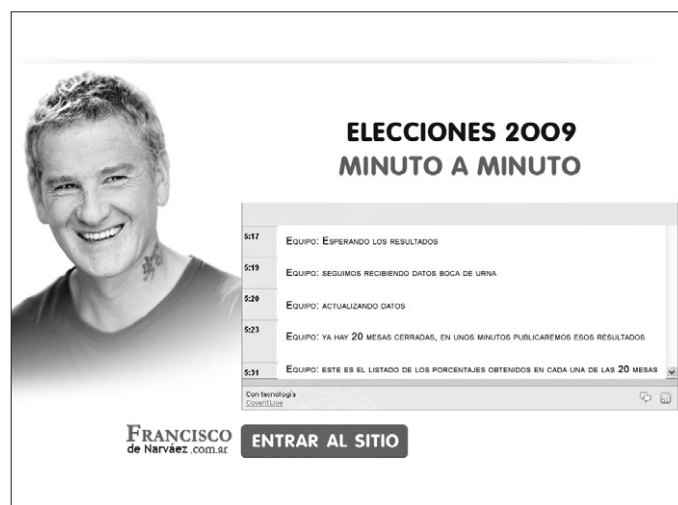 ELECCIONES 2009
MINUTO A MINUTO
5:17 EQUIPO: ESPERANDO LOS RESULTADOS
5:19 EQUIPO: SEGUIMOS RECIBIENDO DATOS BOCA DE URNA
5:20 EQUIPO: ACTUALIZANDO DATOS
5:23 EQUIPO: YA HAY 20 MESAS CERRADAS, EN UNOS MINUTOS PUBLICAREMOS ESOS RESULTADOS
5:31 EQUIPO: ESTE ES EL LISTADO DE LOS PORCENTAJES OBTENIDOS EN CADA UNA DE LAS 20 MESAS
Con tecnología
CoveritLive
FRANCISCO
de Narváez.com.ar
ENTRAR AL SITIO